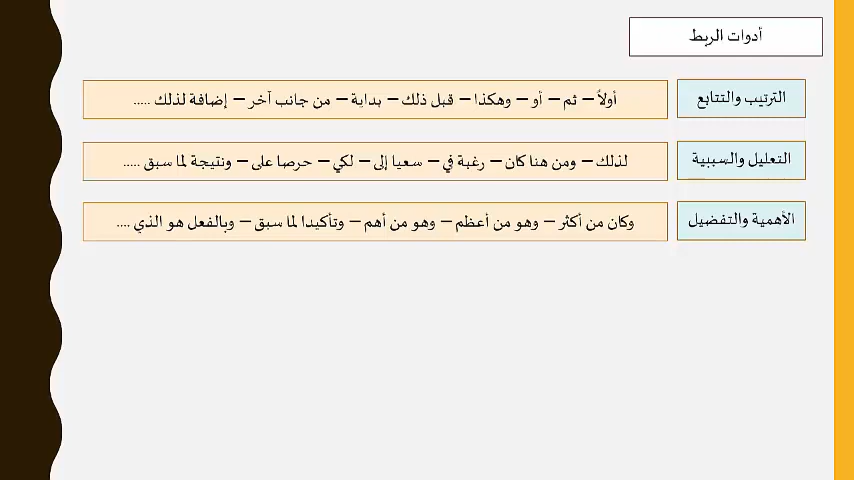 أدوات الربط
الترتيب والتتابع
أولاً – ثم – أو – وهكذا – قبل ذلك – بداية – من جانب آخر – إضافة لذلك .....
التعليل والسببية
لذلك – ومن هنا كان – رغبة في – سعيا إلى – لكي – حرصا على – ونتيجة لما سبق .....
الأهمية والتفضيل
وكان من أكثر – وهو من أعظم – وهو من أهم – وتأكيدا لما سبق – وبالفعل هو الذي ....